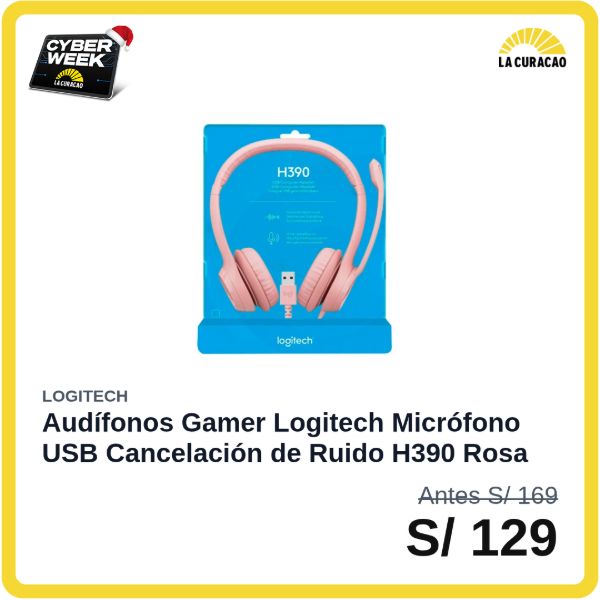 CYBER
WEEK
LA CURACAO
LA CURACAO
H390
logitech
LOGITECH
Audífonos Gamer Logitech Micrófono
USB Cancelación de Ruido H390 Rosa
Antes S/ 169
S/ 129